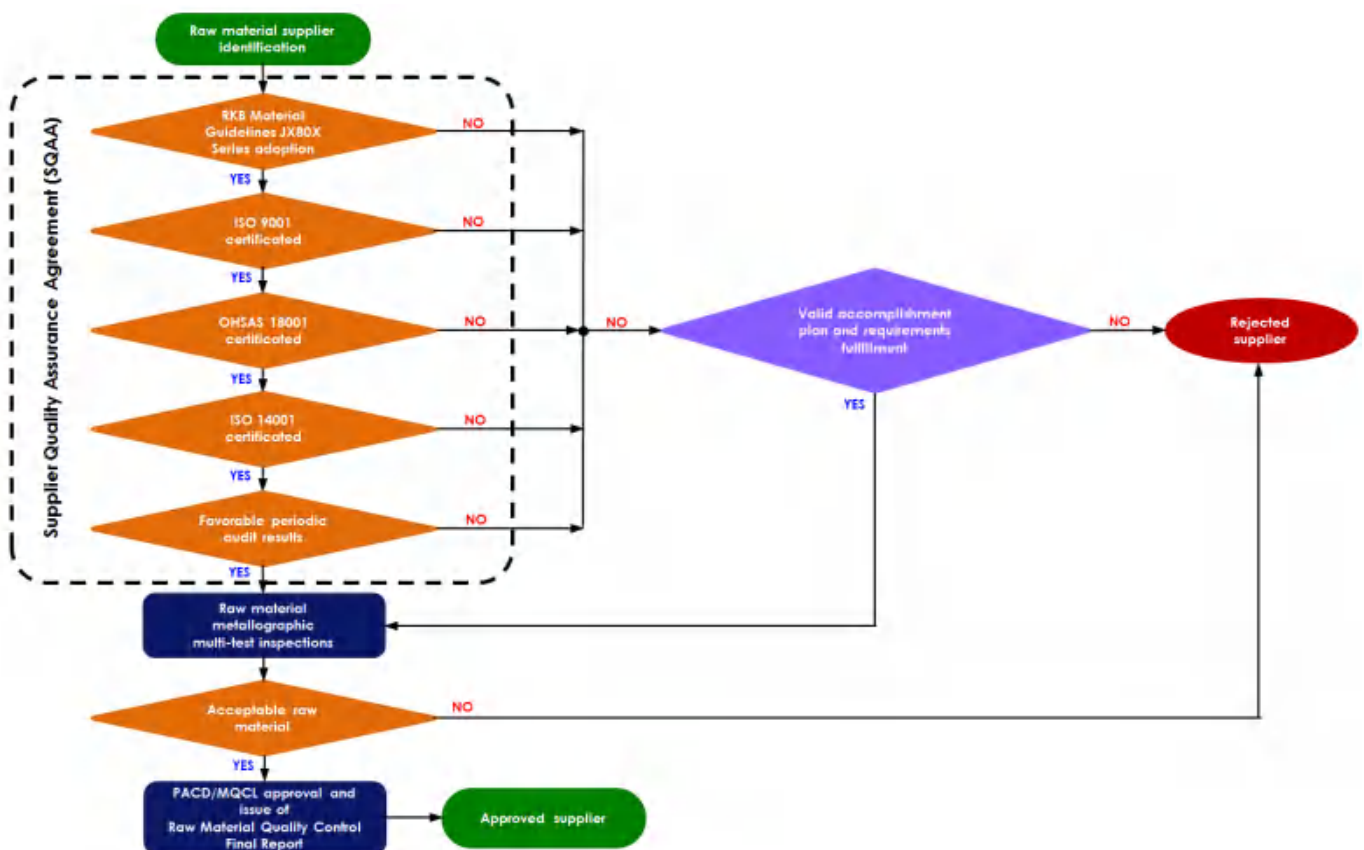 Raw material supplier
identification
Supplier Quality Assurance Agreement (SQAA)
RKB Material
Guidelines JX80X
Series adoption
NO
YES
ISO 9001
certificated
NO
YES
OHSAS 18001
certificated
NO
NO
Valid accomplishment
plan and requirements
fulfillment
NO
Rejected
supplier
YES
YES
ISO 14001
certificated
NO
YES
Favorable periodic
audit results
NO
YES
Raw material
metallographic
multi-test inspections
Acceptable raw
material
NO
YES
PACD/MQCL approval and
issue of
Raw Material Quality Control
Final Report
Approved supplier